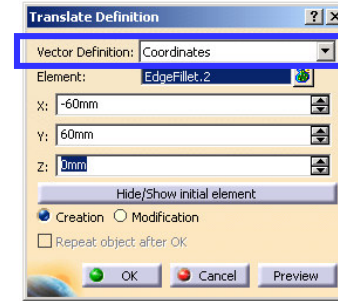 Translate Definition ? x
Vector Definition: Coordinates
Element: EdgeFillet.2
X: -60mm
Y: 60mm
Z: 0mm
Hide/Show initial element
Creation Modification
Repeat object after OK
OK Cancel Preview